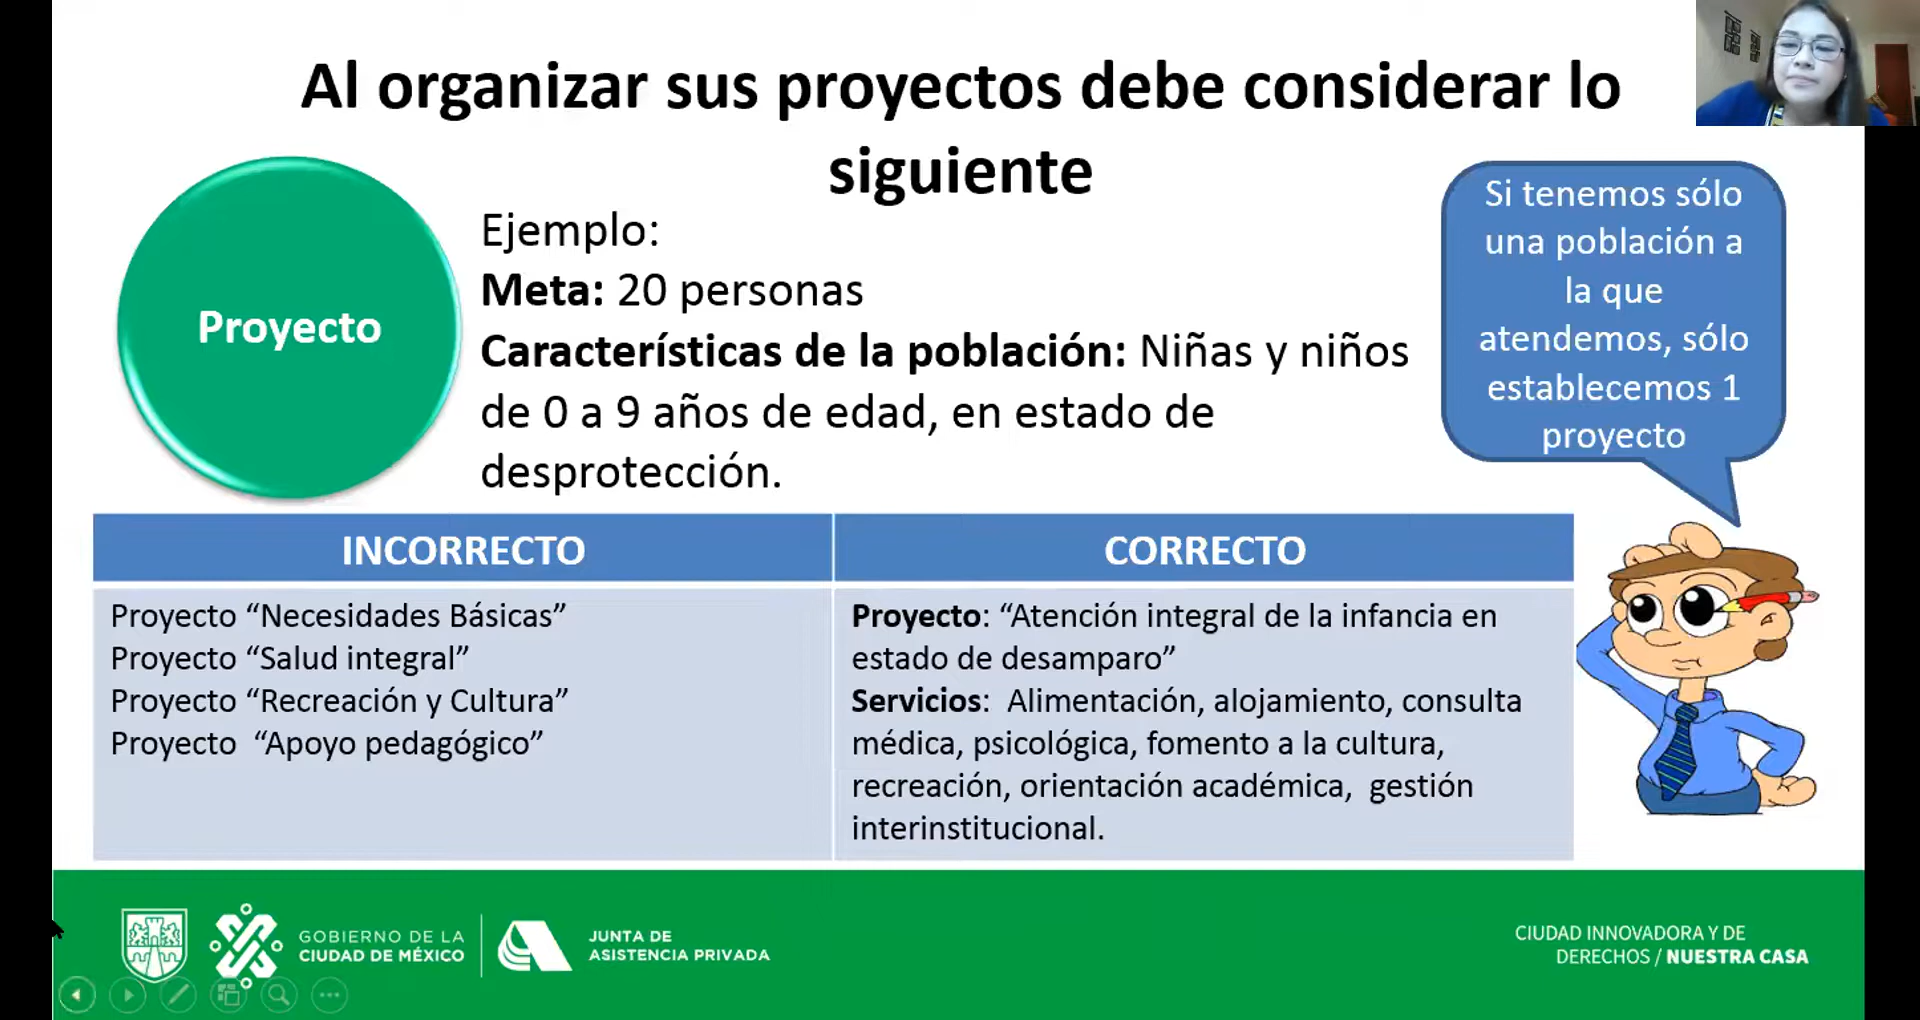 Al organizar sus proyectos debe considerar lo
siguiente
Proyecto
Ejemplo:
Meta: 20 personas
Características de la población: Niñas y niños
de 0 a 9 años de edad, en estado de
desprotección.
Si tenemos sólo
una población a
la que
atendemos, sólo
establecemos 1
proyecto
INCORRECTO
Proyecto “Necesidades Básicas”
Proyecto “Salud integral”
Proyecto “Recreación y Cultura”
Proyecto “Apoyo pedagógico”
CORRECTO
Proyecto: “Atención integral de la infancia en
estado de desamparo”
Servicios: Alimentación, alojamiento, consulta
médica, psicológica, fomento a la cultura,
recreación, orientación académica, gestión
interinstitucional.
GOBIERNO DE LA
CIUDAD DE MÉXICO
JUNTA DE
ASISTENCIA PRIVADA
CIUDAD INNOVADORA Y DE
DERECHOS / NUESTRA CASA